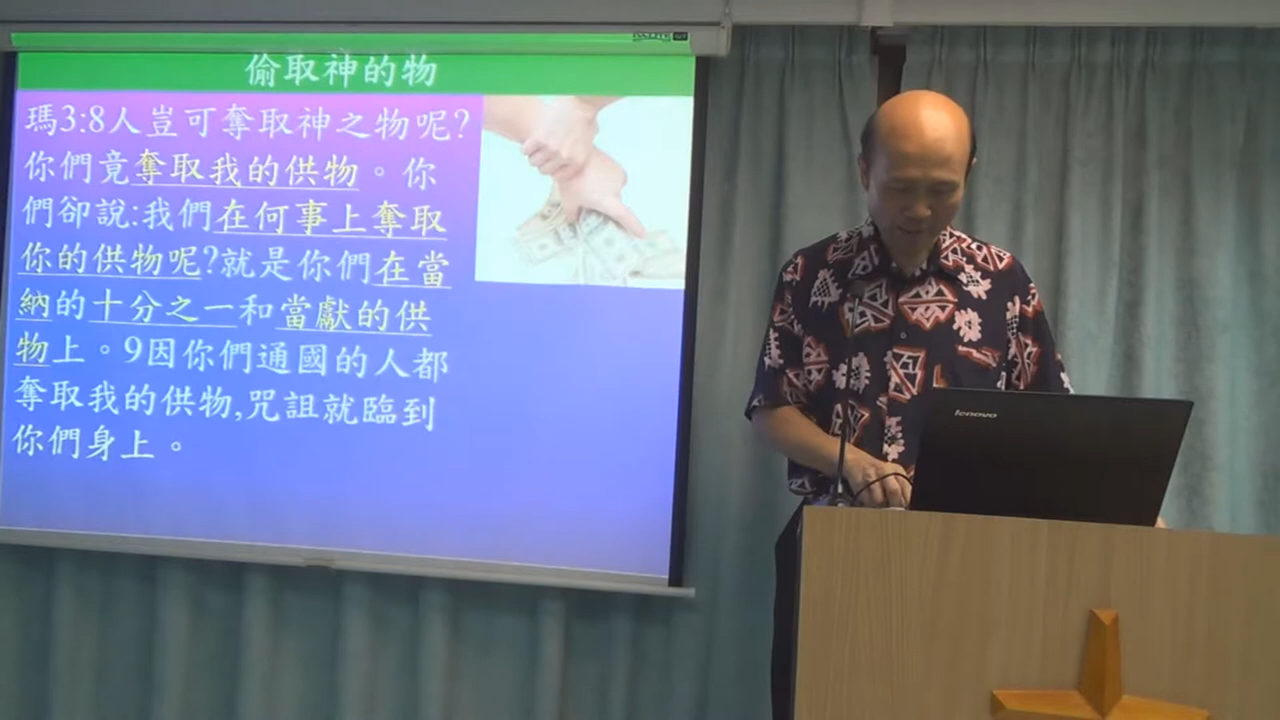 偷取神的物
瑪3:8人豈可奪取神之物呢?
你們竟奪取我的供物。你
們卻說:我們在何事上奪取
你的供物呢?就是你們在當
納的十分之一和當獻的供
物上。9因你們通國的人都
奪取我的供物,咒詛就臨到
你們身上。
lenovo